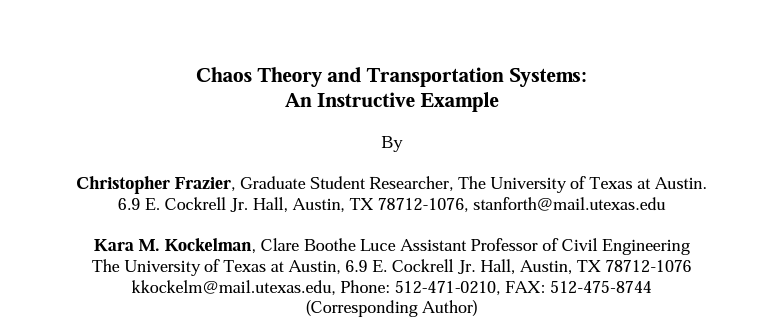 Chaos Theory and Transportation Systems:
An Instructive Example
By
Christopher Frazier, Graduate Student Researcher, The University of Texas at Austin.
6.9 E. Cockrell Jr. Hall, Austin, TX 78712-1076, stanforth@mail.utexas.edu
Kara M. Kockelman, Clare Boothe Luce Assistant Professor of Civil Engineering
The University of Texas at Austin, 6.9 E. Cockrell Jr. Hall, Austin, TX 78712-1076
kkockelm@mail.utexas.edu, Phone: 512-471-0210, FAX: 512-475-8744
(Corresponding Author)